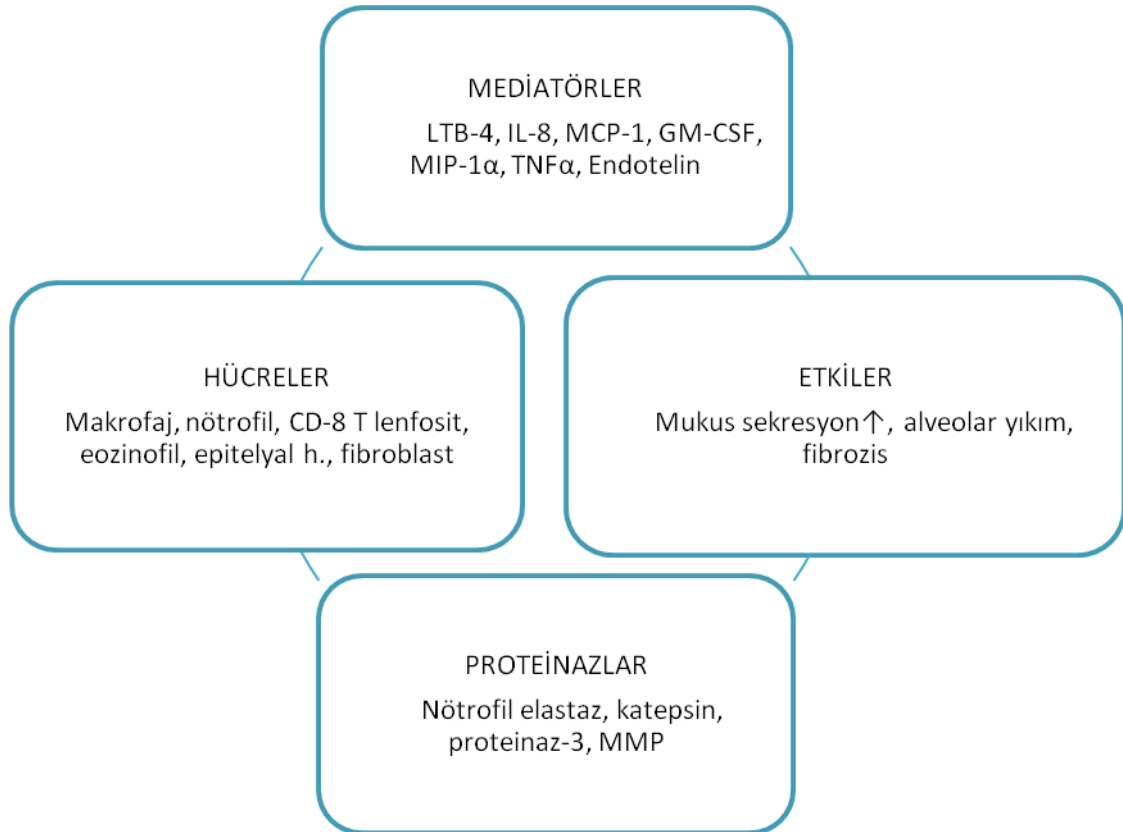 MEDİATÖRLER
LTB-4, IL-8, MCP-1, GM-CSF,
MIP-1α, TNFα, Endotelin
HÜCRELER
Makrofaj, nötrofil, CD-8 T lenfosit,
eozinofil, epitelyal h., fibroblast
ETKİLER
Mukus sekresyon↑, alveolar yıkım,
fibrozis
PROTEİNAZLAR
Nötrofil elastaz, katepsin,
proteinaz-3, MMP